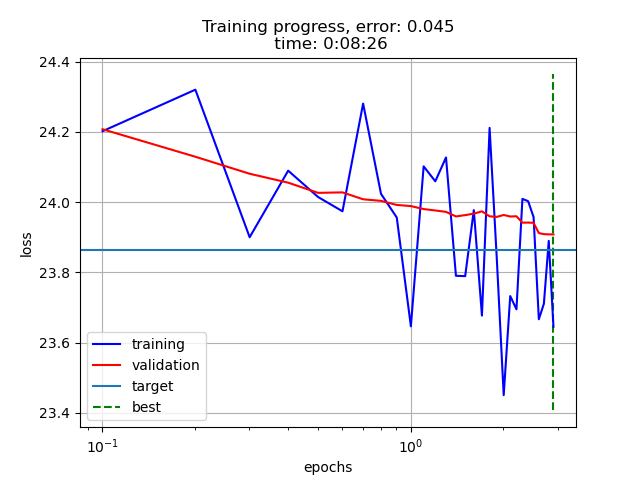 Training progress, error: 0.045
time: 0:08:26
24.4
24.2
24.0
23.8
23.6
23.4
loss
training
validation
target
best
10⁻¹
10⁰
epochs